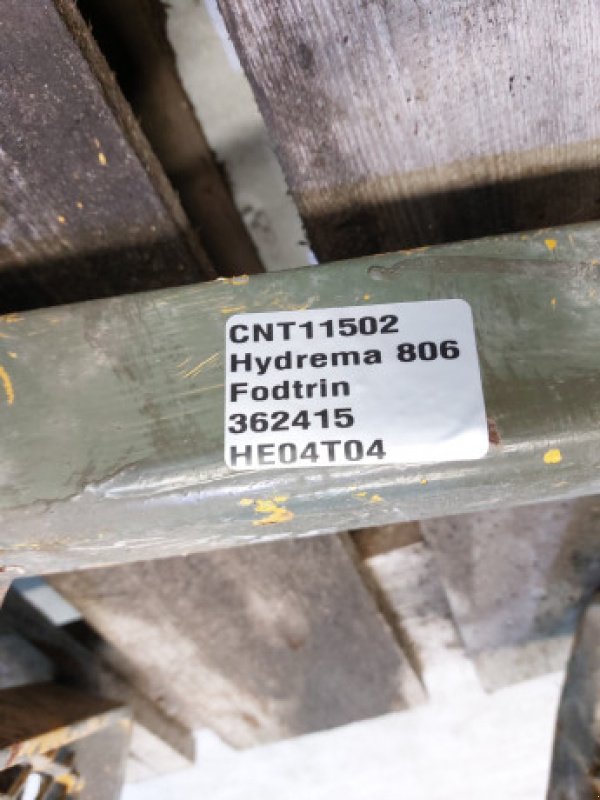 CNT11502
Hydrema 806
Fodtrin
362415
HE04T04